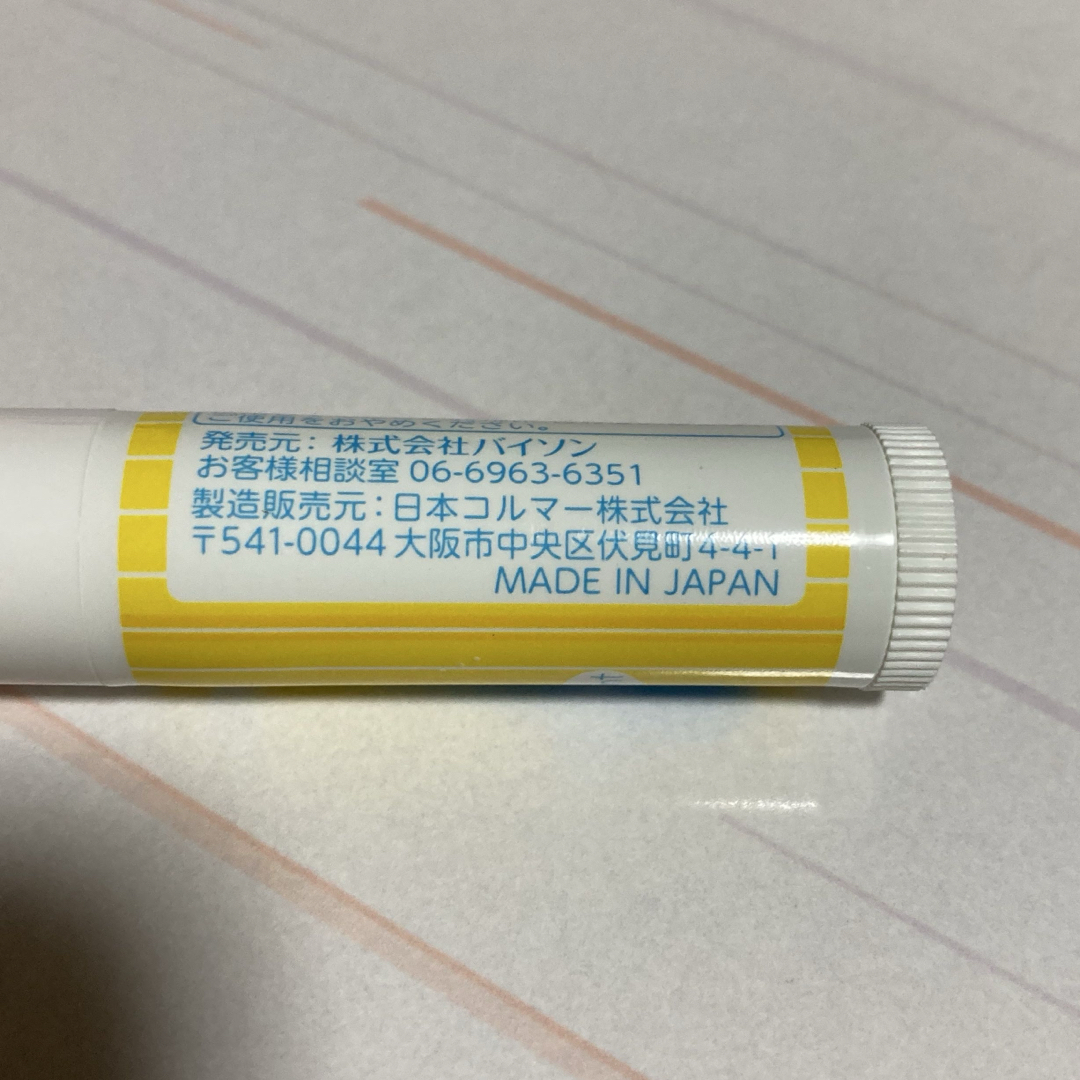 ご使用をおやめください。
発売元：株式会社バイソン
お客様相談室 06-6963-6351
製造販売元：日本コルマー株式会社
〒541-0044 大阪市中央区伏見町4-4-1
MADE IN JAPAN